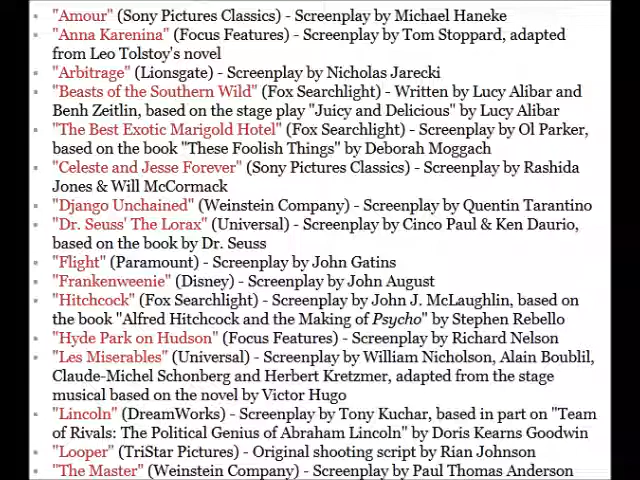 "Amour" (Sony Pictures Classics) - Screenplay by Michael Haneke
"Anna Karenina" (Focus Features) - Screenplay by Tom Stoppard, adapted
from Leo Tolstoy's novel
"Arbitrage" (Lionsgate) - Screenplay by Nicholas Jarecki
"Beasts of the Southern Wild" (Fox Searchlight) - Written by Lucy Alibar and
Benh Zeitlin, based on the stage play "Juicy and Delicious" by Lucy Alibar
"The Best Exotic Marigold Hotel" (Fox Searchlight) - Screenplay by Ol Parker,
based on the book "These Foolish Things" by Deborah Moggach
"Celeste and Jesse Forever" (Sony Pictures Classics) - Screenplay by Rashida
Jones & Will McCormack
"Django Unchained" (Weinstein Company) - Screenplay by Quentin Tarantino
"Dr. Seuss' The Lorax" (Universal) - Screenplay by Cinco Paul & Ken Daurio,
based on the book by Dr. Seuss
"Flight" (Paramount) - Screenplay by John Gatins
"Frankenweenie" (Disney) - Screenplay by John August
"Hitchcock" (Fox Searchlight) - Screenplay by John J. McLaughlin, based on
the book "Alfred Hitchcock and the Making of Psycho" by Stephen Rebello
"Hyde Park on Hudson" (Focus Features) - Screenplay by Richard Nelson
"Les Miserables" (Universal) - Screenplay by William Nicholson, Alain Boublil,
Claude-Michel Schonberg and Herbert Kretzmer, adapted from the stage
musical based on the novel by Victor Hugo
"Lincoln" (DreamWorks) - Screenplay by Tony Kuchar, based in part on "Team
of Rivals: The Political Genius of Abraham Lincoln" by Doris Kearns Goodwin
"Looper" (TriStar Pictures) - Original shooting script by Rian Johnson
"The Master" (Weinstein Company) - Screenplay by Paul Thomas Anderson